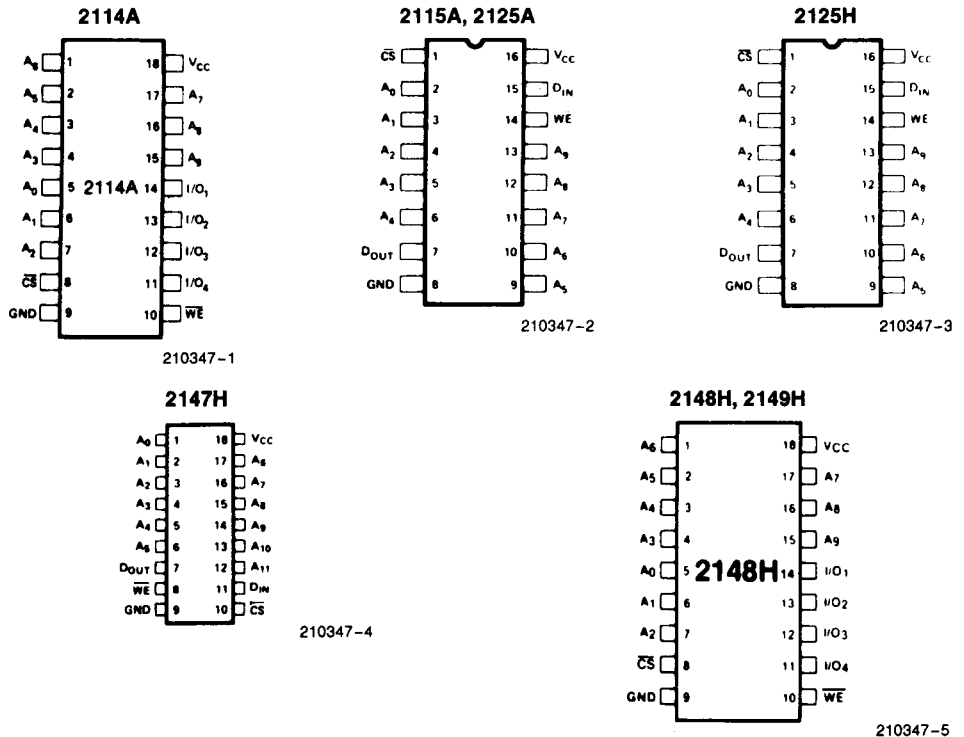 2114A
A6 1 18 VCC
A5 2 17 A7
A4 3 16 A8
A3 4 15 A9
A0 5 2114A 14 I/O1
A1 6 13 I/O2
A2 7 12 I/O3
CS 8 11 I/O4
GND 9 10 WE
210347-1
2115A, 2125A
CS 1 16 VCC
A0 2 15 DIN
A1 3 14 WE
A2 4 13 A9
A3 5 12 A8
A4 6 11 A7
DOUT 7 10 A6
GND 8 9 A5
210347-2
2125H
CS 1 16 VCC
A0 2 15 DIN
A1 3 14 WE
A2 4 13 A9
A3 5 12 A8
A4 6 11 A7
DOUT 7 10 A6
GND 8 9 A5
210347-3
2147H
A0 1 18 VCC
A1 2 17 A6
A2 3 16 A7
A3 4 15 A8
A4 5 14 A9
A5 6 13 A10
DOUT 7 12 A11
WE 8 11 DIN
GND 9 10 CS
210347-4
2148H, 2149H
A6 1 18 VCC
A5 2 17 A7
A4 3 16 A8
A3 4 15 A9
A0 5 2148H 14 I/O1
A1 6 13 I/O2
A2 7 12 I/O3
CS 8 11 I/O4
GND 9 10 WE
210347-5